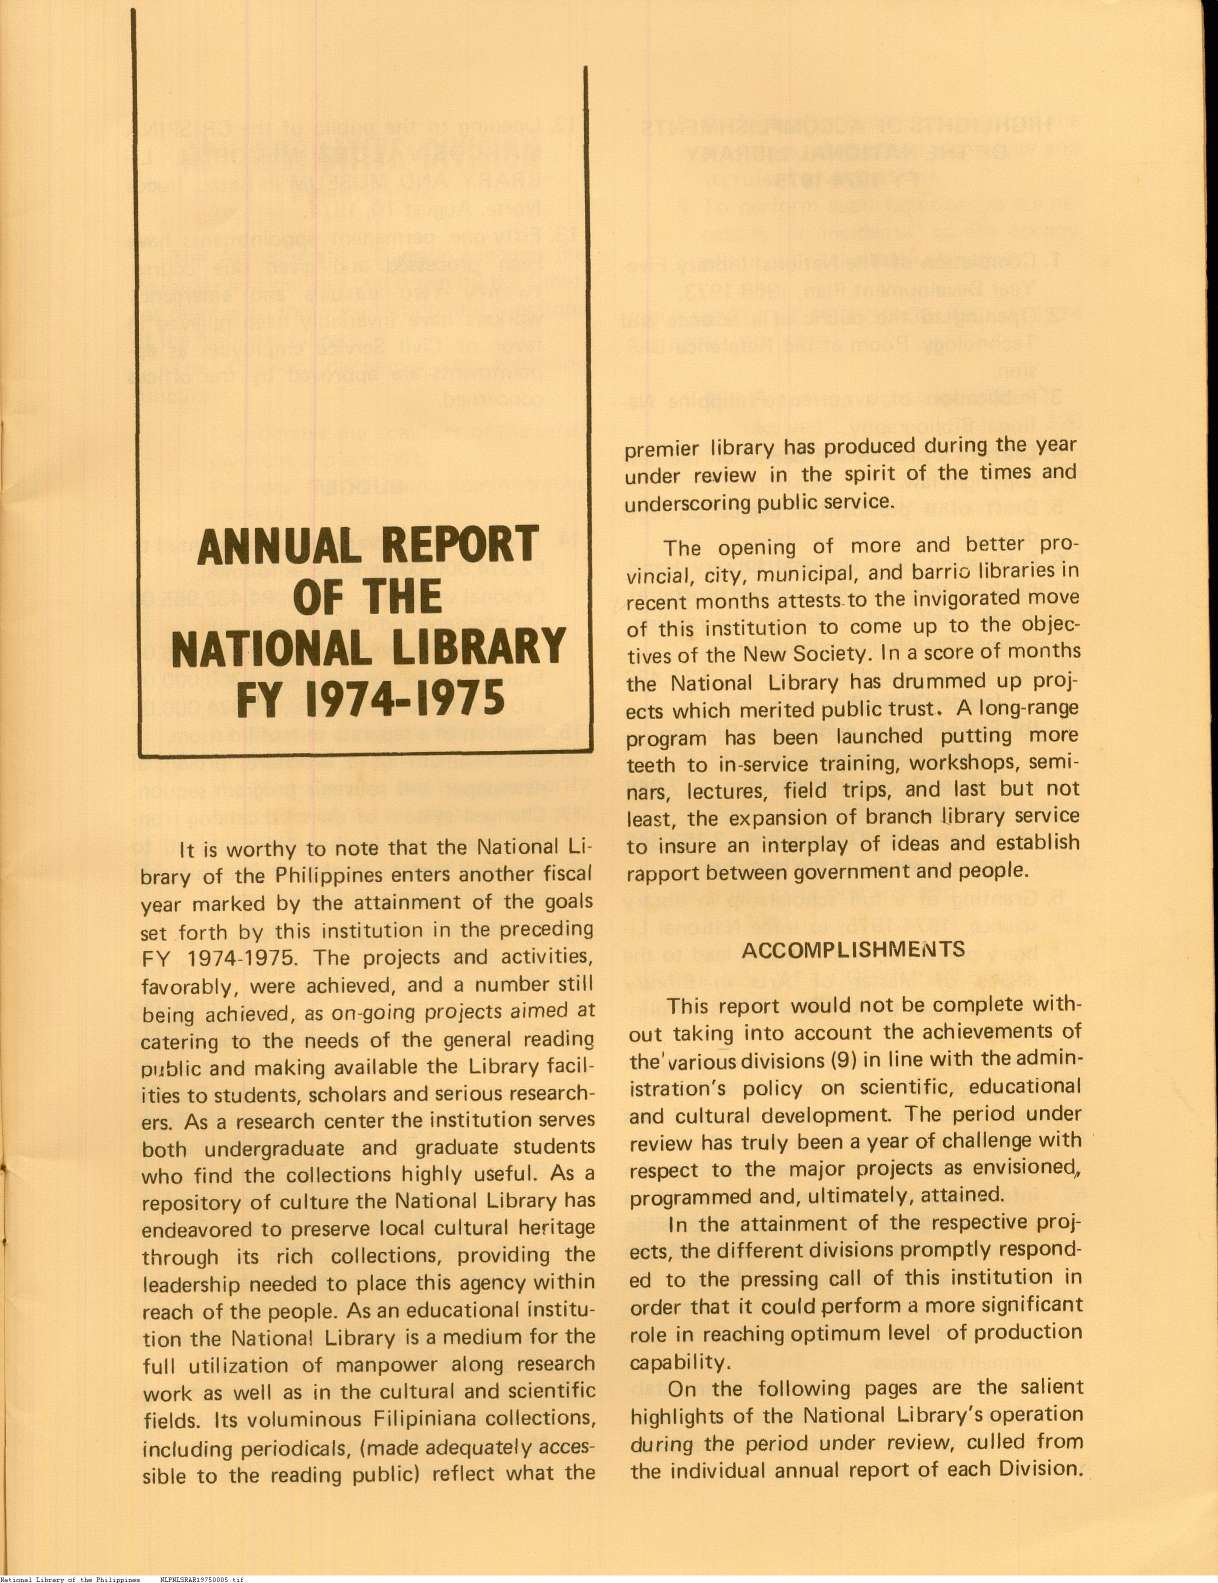 ANNUAL REPORT
OF THE
NATIONAL LIBRARY
FY 1974-1975
It is worthy to note that the National Li-
brary of the Philippines enters another fiscal
year marked by the attainment of the goals
set forth by this institution in the preceding
FY 1974-1975. The projects and activities,
favorably, were achieved, and a number still
being achieved, as on-going projects aimed at
catering to the needs of the general reading
public and making available the Library facil-
ities to students, scholars and serious research-
ers. As a research center the institution serves
both undergraduate and graduate students
who find the collections highly useful. As a
repository of culture the National Library has
endeavored to preserve local cultural heritage
through its rich collections, providing the
leadership needed to place this agency within
reach of the people. As an educational institu-
tion the National Library is a medium for the
full utilization of manpower along research
work as well as in the cultural and scientific
fields. Its voluminous Filipiniana collections,
including periodicals, (made adequately acces-
sible to the reading public) reflect what the
premier library has produced during the year
under review in the spirit of the times and
underscoring public service.
The opening of more and better pro-
vincial, city, municipal, and barrio libraries in
recent months attests to the invigorated move
of this institution to come up to the objec-
tives of the New Society. In a score of months
the National Library has drummed up proj-
ects which merited public trust. A long-range
program has been launched putting more
teeth to in-service training, workshops, semi-
nars, lectures, field trips, and last but not
least, the expansion of branch library service
to insure an interplay of ideas and establish
rapport between government and people.
ACCOMPLISHMENTS
This report would not be complete with-
out taking into account the achievements of
the various divisions (9) in line with the admin-
istration's policy on scientific, educational
and cultural development. The period under
review has truly been a year of challenge with
respect to the major projects as envisioned,
programmed and, ultimately, attained.
In the attainment of the respective proj-
ects, the different divisions promptly respond-
ed to the pressing call of this institution in
order that it could perform a more significant
role in reaching optimum level of production
capability.
On the following pages are the salient
highlights of the National Library's operation
during the period under review, culled from
the individual annual report of each Division.
National Library of the Philippines NLPNLSRAR19750005.tif